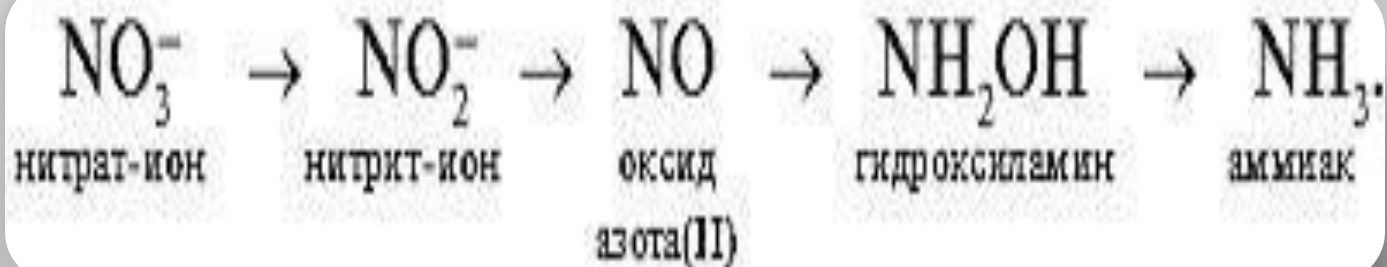 NO₃⁻ → NO₂⁻ → NO → NH₂OH → NH₃.
нитрат-ион нитрит-ион оксид гидроксиламин аммиак
азота(II)